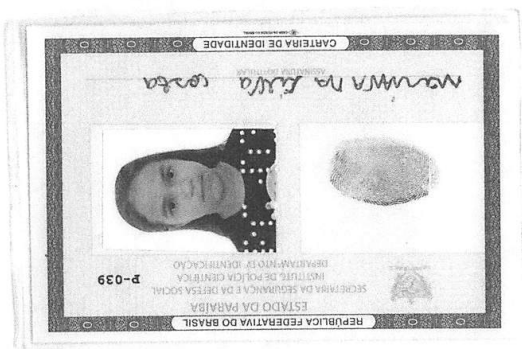 REPÚBLICA FEDERATIVA DO BRASIL
ESTADO DA PARAÍBA
SECRETARIA DA SEGURANÇA E DA DEFESA SOCIAL
INSTITUTO DE POLÍCIA CIENTÍFICA
DEPARTAMENTO DE IDENTIFICAÇÃO
P-039
da Silva Costa
ASSINATURA DO TITULAR
CARTEIRA DE IDENTIDADE